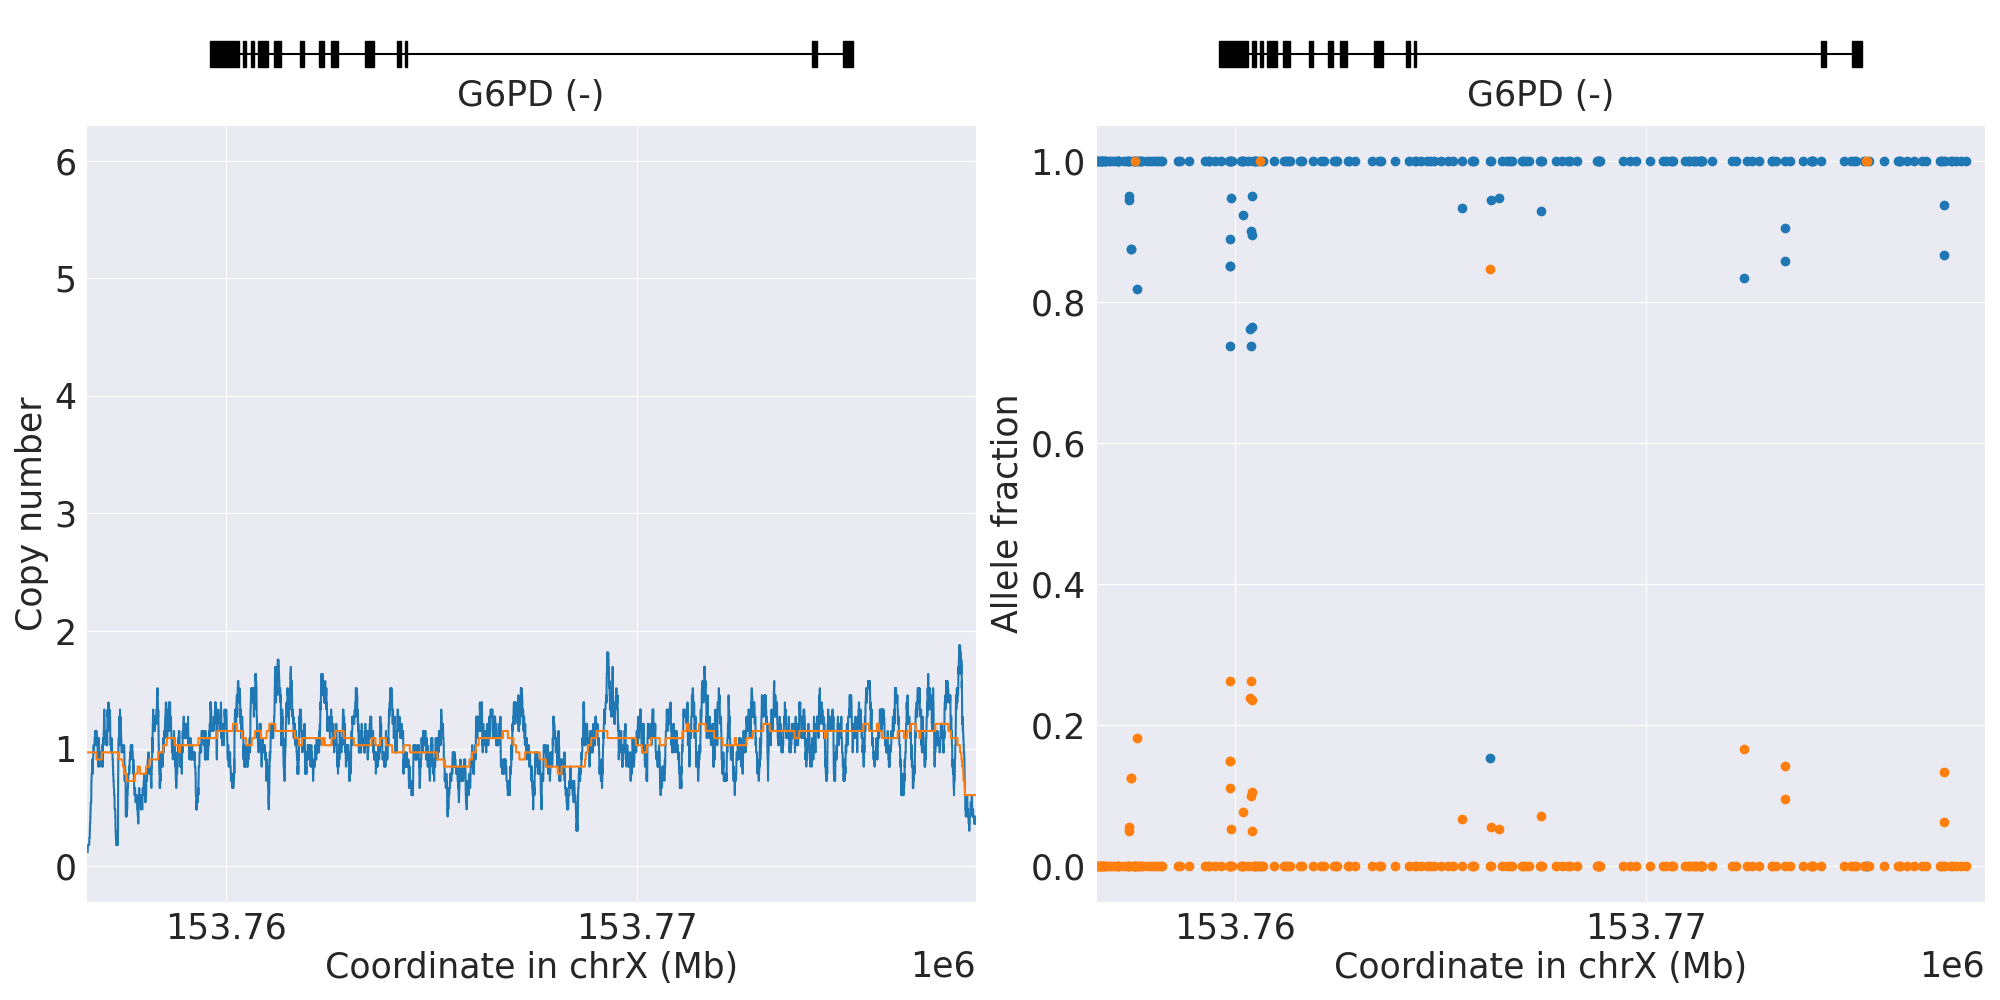 G6PD (-)
6
5
4
3
2
1
0
Copy number
153.76
153.77
Coordinate in chrX (Mb)
1e6
G6PD (-)
1.0
0.8
0.6
0.4
0.2
0.0
Allele fraction
153.76
153.77
Coordinate in chrX (Mb)
1e6